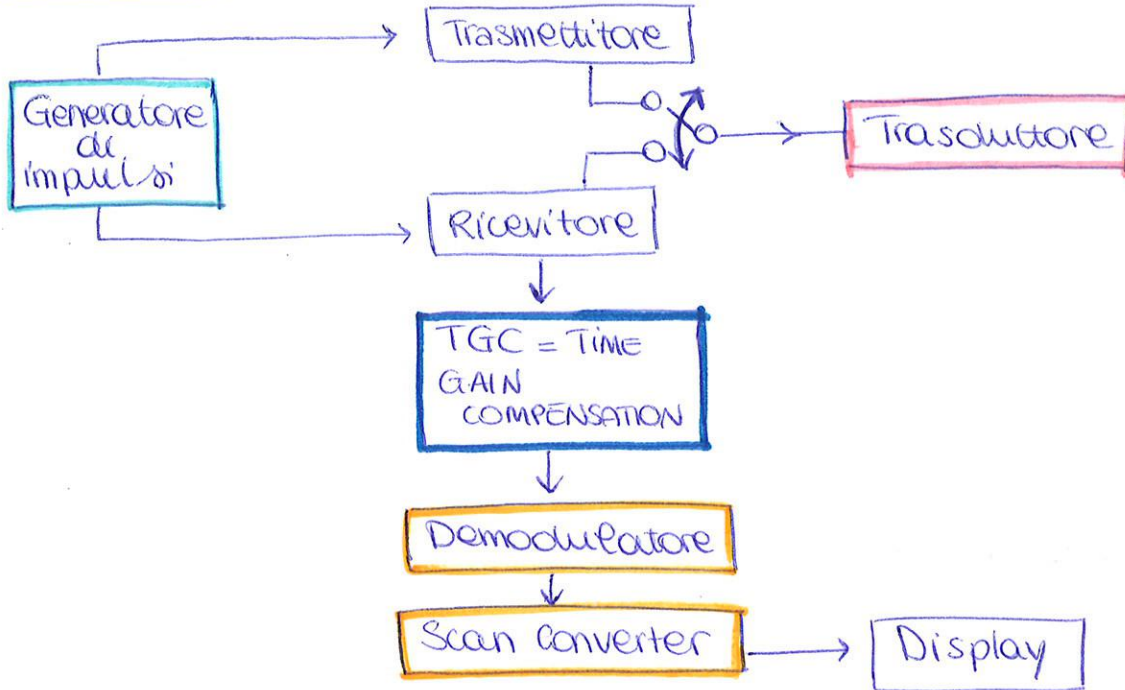 Trasmettitore
Generatore
di
impulsi
Trasduttore
Ricevitore
TGC = TIME
GAIN
COMPENSATION
Demodulatore
Scan Converter
Display